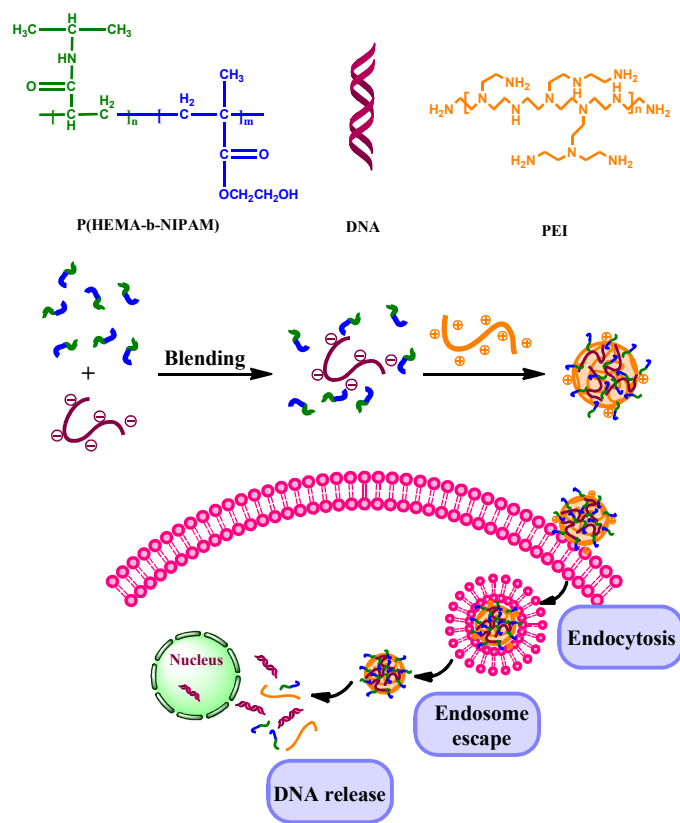 H
H₃C C CH₃
NH₂ NH₂
NH CH₃
N H N H
H₂N N N N NH₂
O C H₂ H₂
C C C
C n m H n
H N
C O
H₂N N NH₂
OCH₂CH₂OH
P(HEMA-b-NIPAM) DNA PEI
Blending
+
Endocytosis
Nucleus
Endosome
escape
DNA release